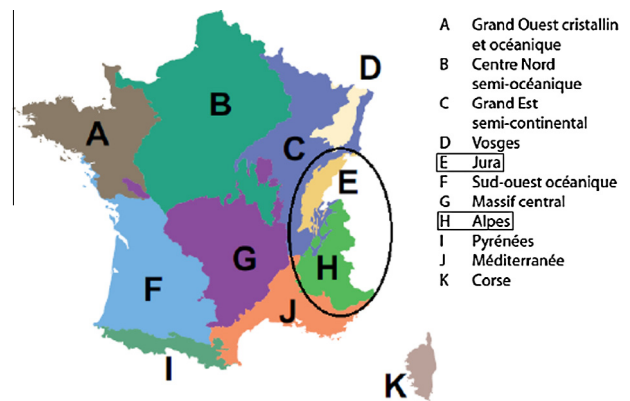 A
B
C
D
E
F
G
H
I
J
K
A Grand Ouest cristallin
et océanique
B Centre Nord
semi-océanique
C Grand Est
semi-continental
D Vosges
E Jura
F Sud-ouest océanique
G Massif central
H Alpes
I Pyrénées
J Méditerranée
K Corse